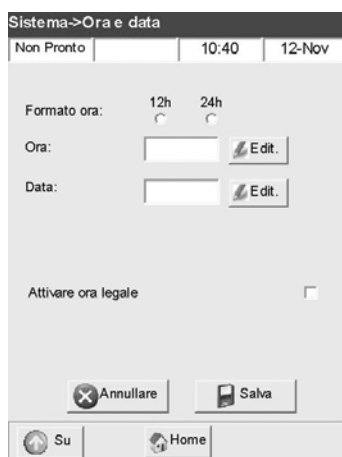 Sistema->Ora e data
Non Pronto 10:40 12-Nov
Formato ora: 12h 24h
Ora: Edit.
Data: Edit.
Attivare ora legale
Annullare Salva
Su Home